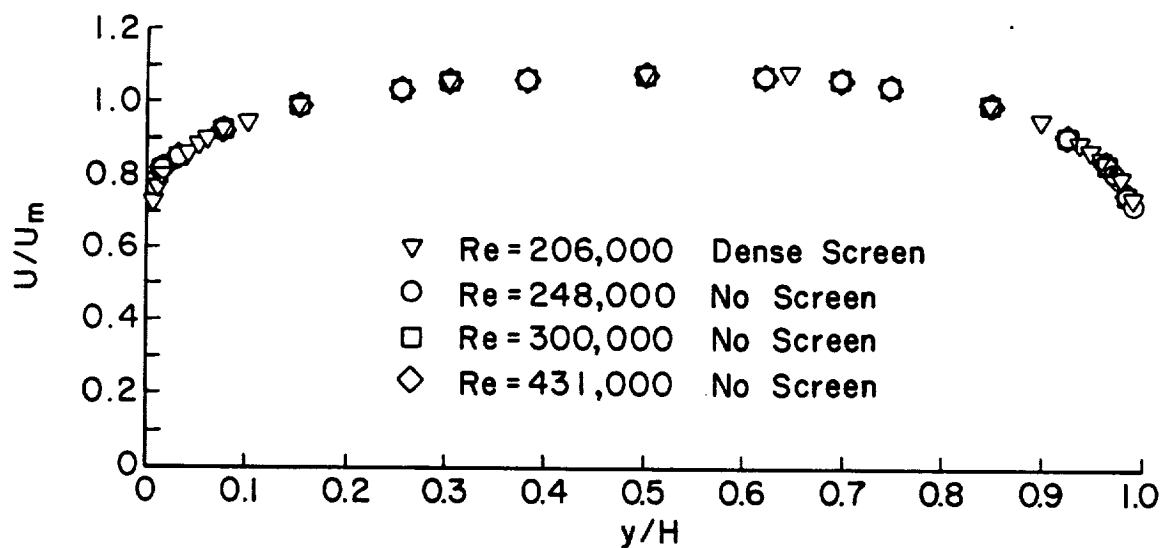 1.2
1.0
0.8
0.6
0.4
0.2
0
U/Um
Re=206,000 Dense Screen
Re=248,000 No Screen
Re=300,000 No Screen
Re=431,000 No Screen
0 0.1 0.2 0.3 0.4 0.5 0.6 0.7 0.8 0.9 1.0
y/H